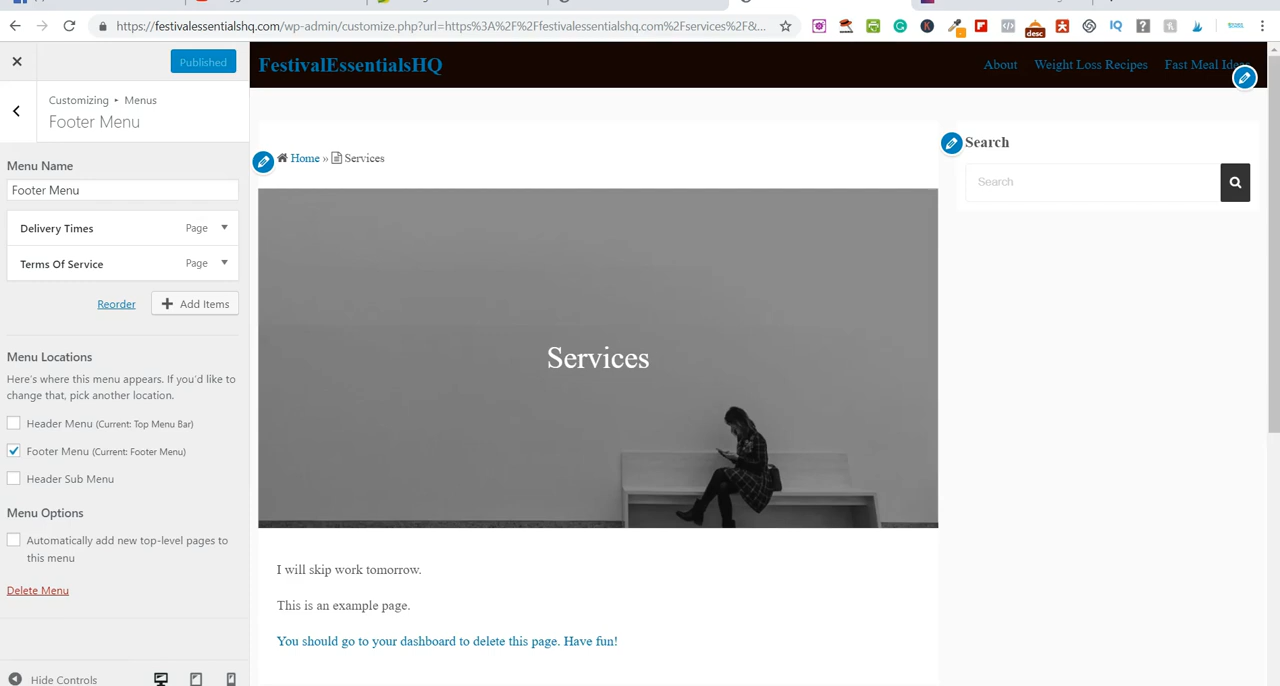 https://festivalessentialshq.com/wp-admin/customize.php?url=https%3A%2F%2Ffestivalessentialshq.com%2Fservices%2F&...
desc
IQ
Published
Customizing ▸ Menus
Footer Menu
Menu Name
Footer Menu
Delivery Times Page
Terms Of Service Page
Reorder
Add Items
Menu Locations
Here's where this menu appears. If you'd like to
change that, pick another location.
Header Menu (Current: Top Menu Bar)
Footer Menu (Current: Footer Menu)
Header Sub Menu
Menu Options
Automatically add new top-level pages to
this menu
Delete Menu
Hide Controls
FestivalEssentialsHQ
About Weight Loss Recipes Fast Meal Ideas
Home » Services
Services
I will skip work tomorrow.
This is an example page.
You should go to your dashboard to delete this page. Have fun!
Search
Search